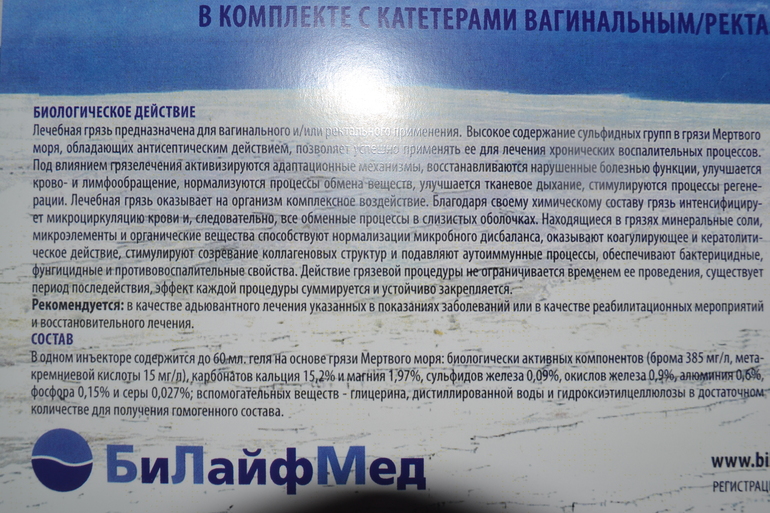 В КОМПЛЕКТЕ С КАТЕТЕРАМИ ВАГИНАЛЬНЫМ/РЕКТА
БИОЛОГИЧЕСКОЕ ДЕЙСТВИЕ
Лечебная грязь предназначена для вагинального и/или ректального применения. Высокое содержание сульфидных групп в грязи Мертвого
моря, обладающих антисептическим действием, позволяет успешно применять ее для лечения хронических воспалительных процессов.
Под влиянием грязелечения активизируются адаптационные механизмы, восстанавливаются нарушенные болезнью функции, улучшается
крово- и лимфообращение, нормализуются процессы обмена веществ, улучшается тканевое дыхание, стимулируются процессы регене-
рации. Лечебная грязь оказывает на организм комплексное воздействие. Благодаря своему химическому составу грязь интенсифициру-
ет микроциркуляцию крови и, следовательно, все обменные процессы в слизистых оболочках. Находящиеся в грязях минеральные соли,
микроэлементы и органические вещества способствуют нормализации микробного дисбаланса, оказывают коагулирующее и кератолити-
ческое действие, стимулируют созревание коллагеновых структур и подавляют аутоиммунные процессы, обеспечивают бактерицидные,
фунгицидные и противовоспалительные свойства. Действие грязевой процедуры не ограничивается временем ее проведения, существует
период последействия, эффект каждой процедуры суммируется и устойчиво закрепляется.
Рекомендуется: в качестве адъювантного лечения указанных в показаниях заболеваний или в качестве реабилитационных мероприятий
и восстановительного лечения.
СОСТАВ
В одном инъекторе содержится до 60 мл. геля на основе грязи Мертвого моря: биологически активных компонентов (брома 385 мг/л, мета-
кремниевой кислоты 15 мг/л), карбонатов кальция 15,2% и магния 1,97%, сульфидов железа 0,09%, окислов железа 0,9%, алюминия 0,6%,
фосфора 0,15% и серы 0,027%; вспомогательных веществ - глицерина, дистиллированной воды и гидроксиэтилцеллюлозы в достаточном
количестве для получения гомогенного состава.
БиЛайфМед
www.bi
РЕГИСТРАЦ